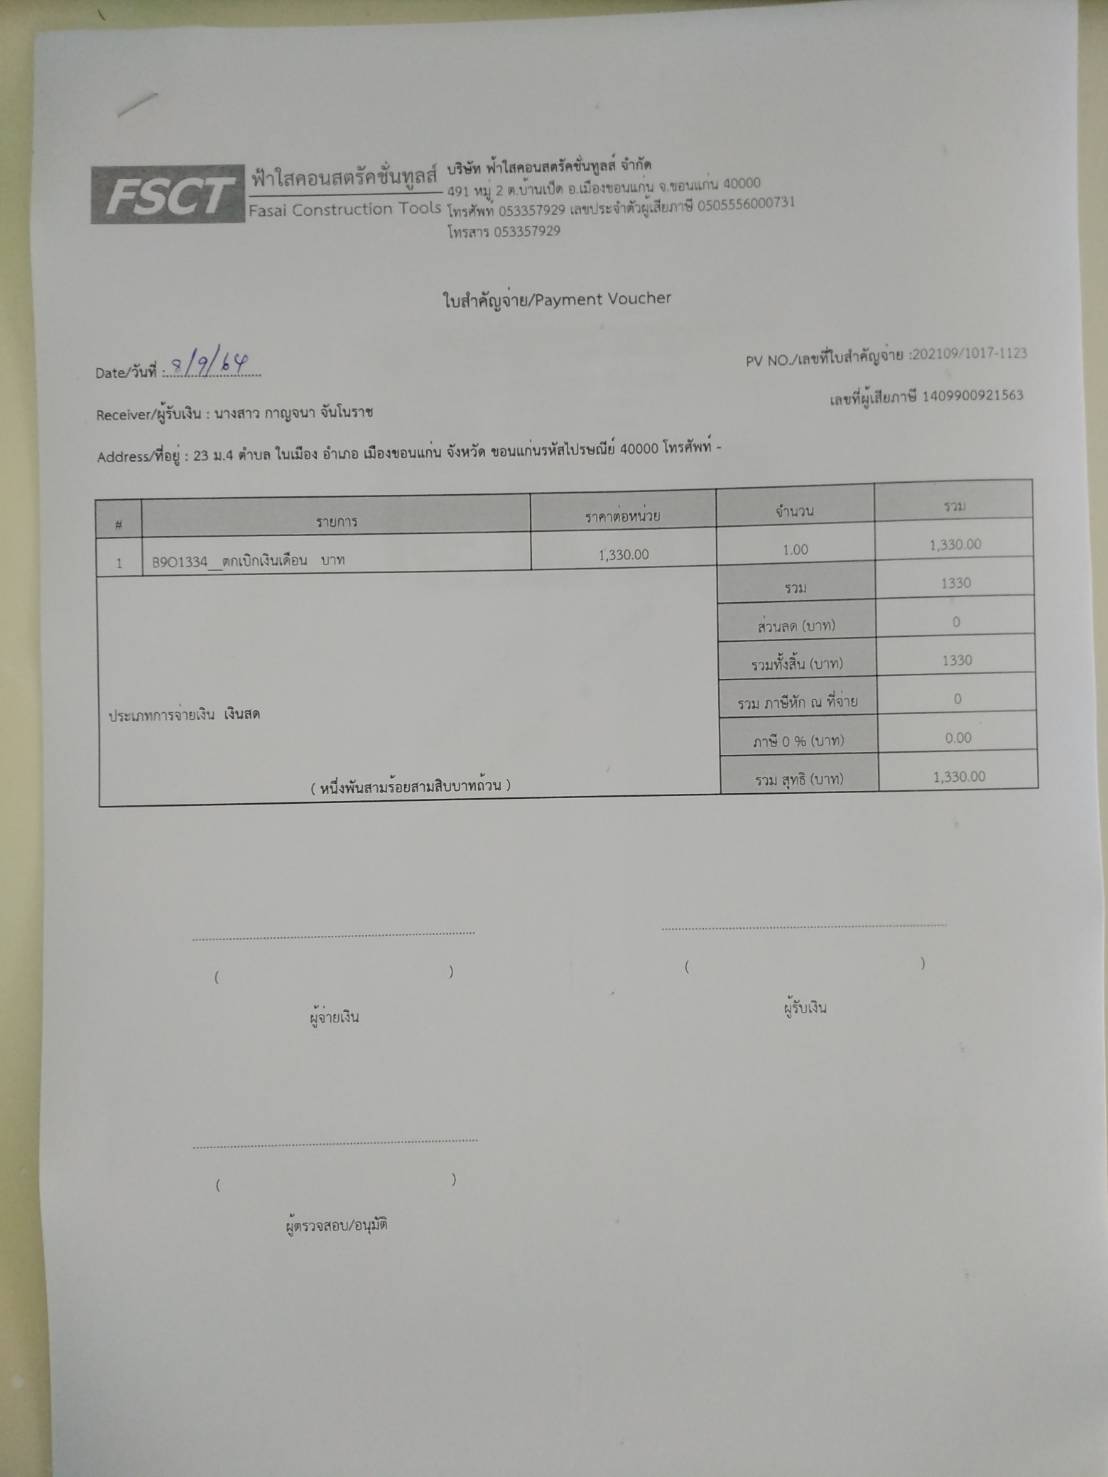 FSCT
ฟ้าใสคอนสตรัคชั่นทูลส์
Fasai Construction Tools
บริษัท ฟ้าใสคอนสตรัคชั่นทูลส์ จำกัด
491 หมู่ 2 ต.บ้านเป็ด อ.เมืองขอนแก่น จ.ขอนแก่น 40000
โทรศัพท์ 053357929 เลขประจำตัวผู้เสียภาษี 0505556000731
โทรสาร 053357929
ใบสำคัญจ่าย/Payment Voucher
Date/วันที่ : 8/9/64
PV NO./เลขที่ใบสำคัญจ่าย :202109/1017-1123
Receiver/ผู้รับเงิน : นางสาว กาญจนา จันโนราช
เลขที่ผู้เสียภาษี 1409900921563
Address/ที่อยู่ : 23 ม.4 ตำบล ในเมือง อำเภอ เมืองขอนแก่น จังหวัด ขอนแก่นรหัสไปรษณีย์ 40000 โทรศัพท์ -
# รายการ ราคาต่อหน่วย จำนวน รวม
1 B9O1334__ตกเบิกเงินเดือน บาท 1,330.00 1.00 1,330.00
รวม 1330
ส่วนลด (บาท) 0
รวมทั้งสิ้น (บาท) 1330
รวม ภาษีหัก ณ ที่จ่าย 0
ประเภทการจ่ายเงิน เงินสด
ภาษี 0 % (บาท) 0.00
( หนึ่งพันสามร้อยสามสิบบาทถ้วน )
รวม สุทธิ (บาท) 1,330.00
( ) ( )
ผู้จ่ายเงิน ผู้รับเงิน
( )
ผู้ตรวจสอบ/อนุมัติ